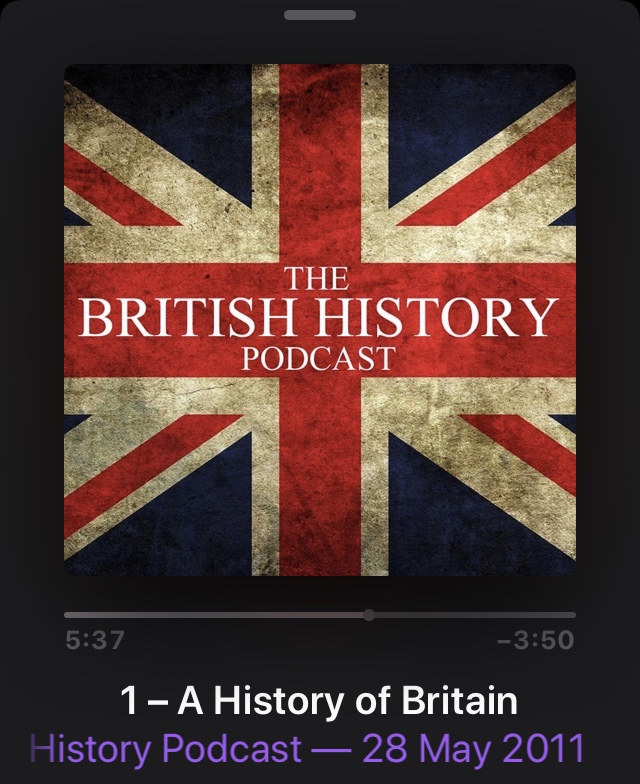 THE
BRITISH HISTORY
PODCAST
5:37
–3:50
1 – A History of Britain
History Podcast — 28 May 2011